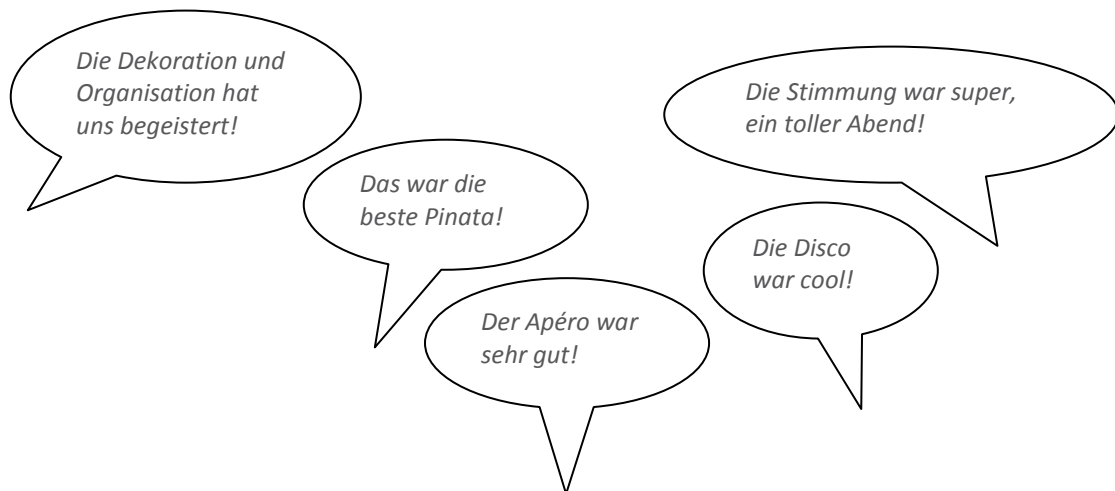 Die Dekoration und
Organisation hat
uns begeistert!
Die Stimmung war super,
ein toller Abend!
Das war die
beste Pinata!
Die Disco
war cool!
Der Apéro war
sehr gut!